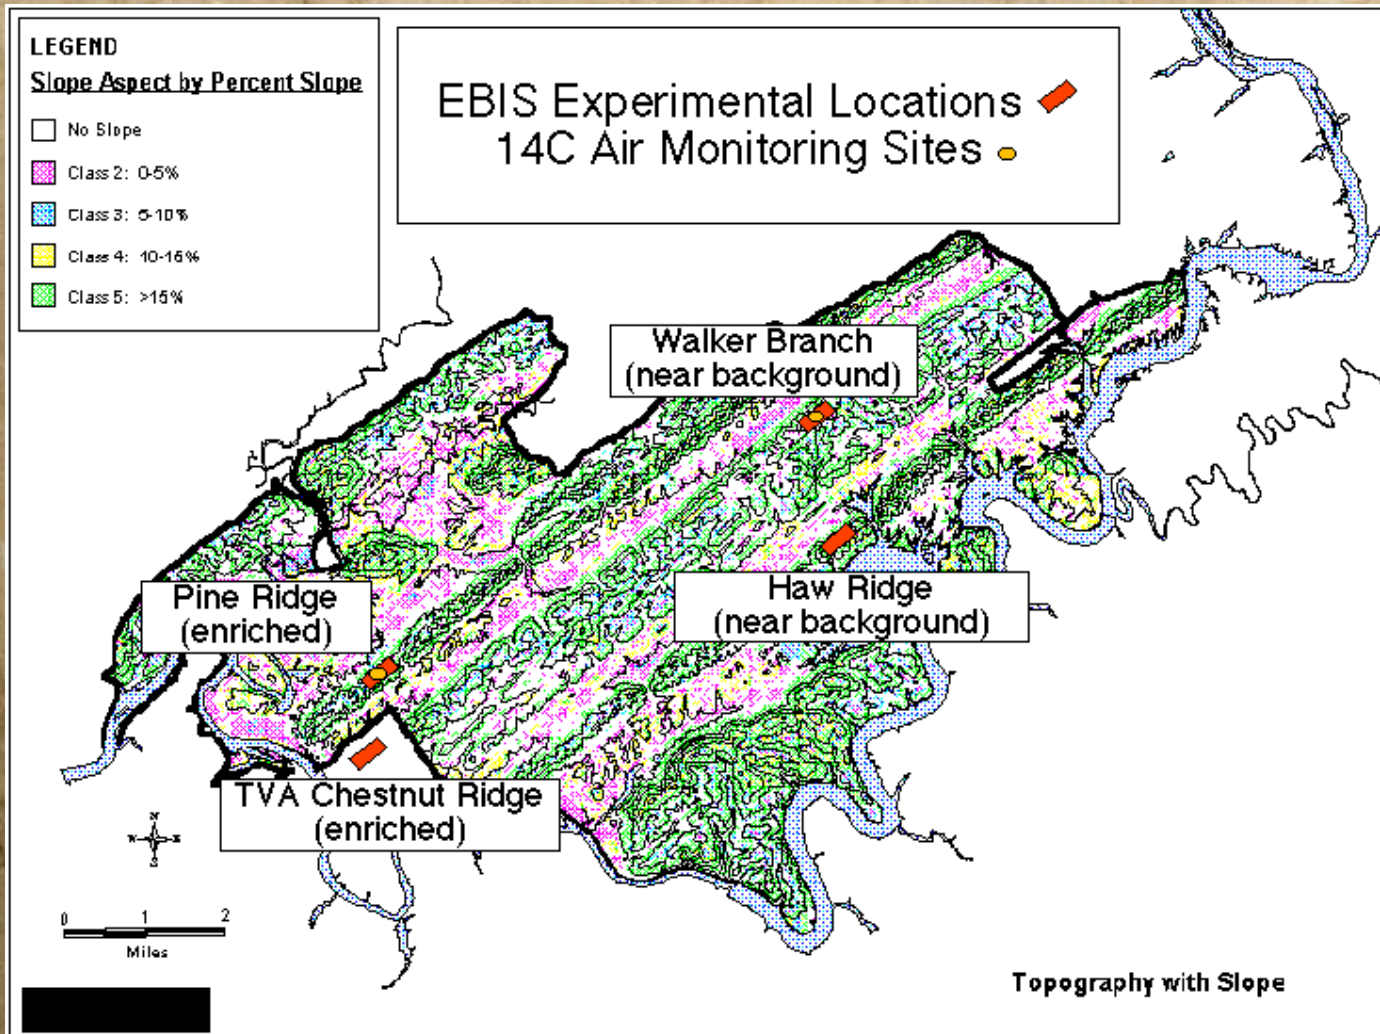 LEGEND
Slope Aspect by Percent Slope
No Slope
Class 2: 0-5%
Class 3: 5-10%
Class 4: 10-15%
Class 5: >15%
EBIS Experimental Locations
14C Air Monitoring Sites
Walker Branch
(near background)
Pine Ridge
(enriched)
Haw Ridge
(near background)
TVA Chestnut Ridge
(enriched)
N
W E
S
0 1 2
Miles
Topography with Slope